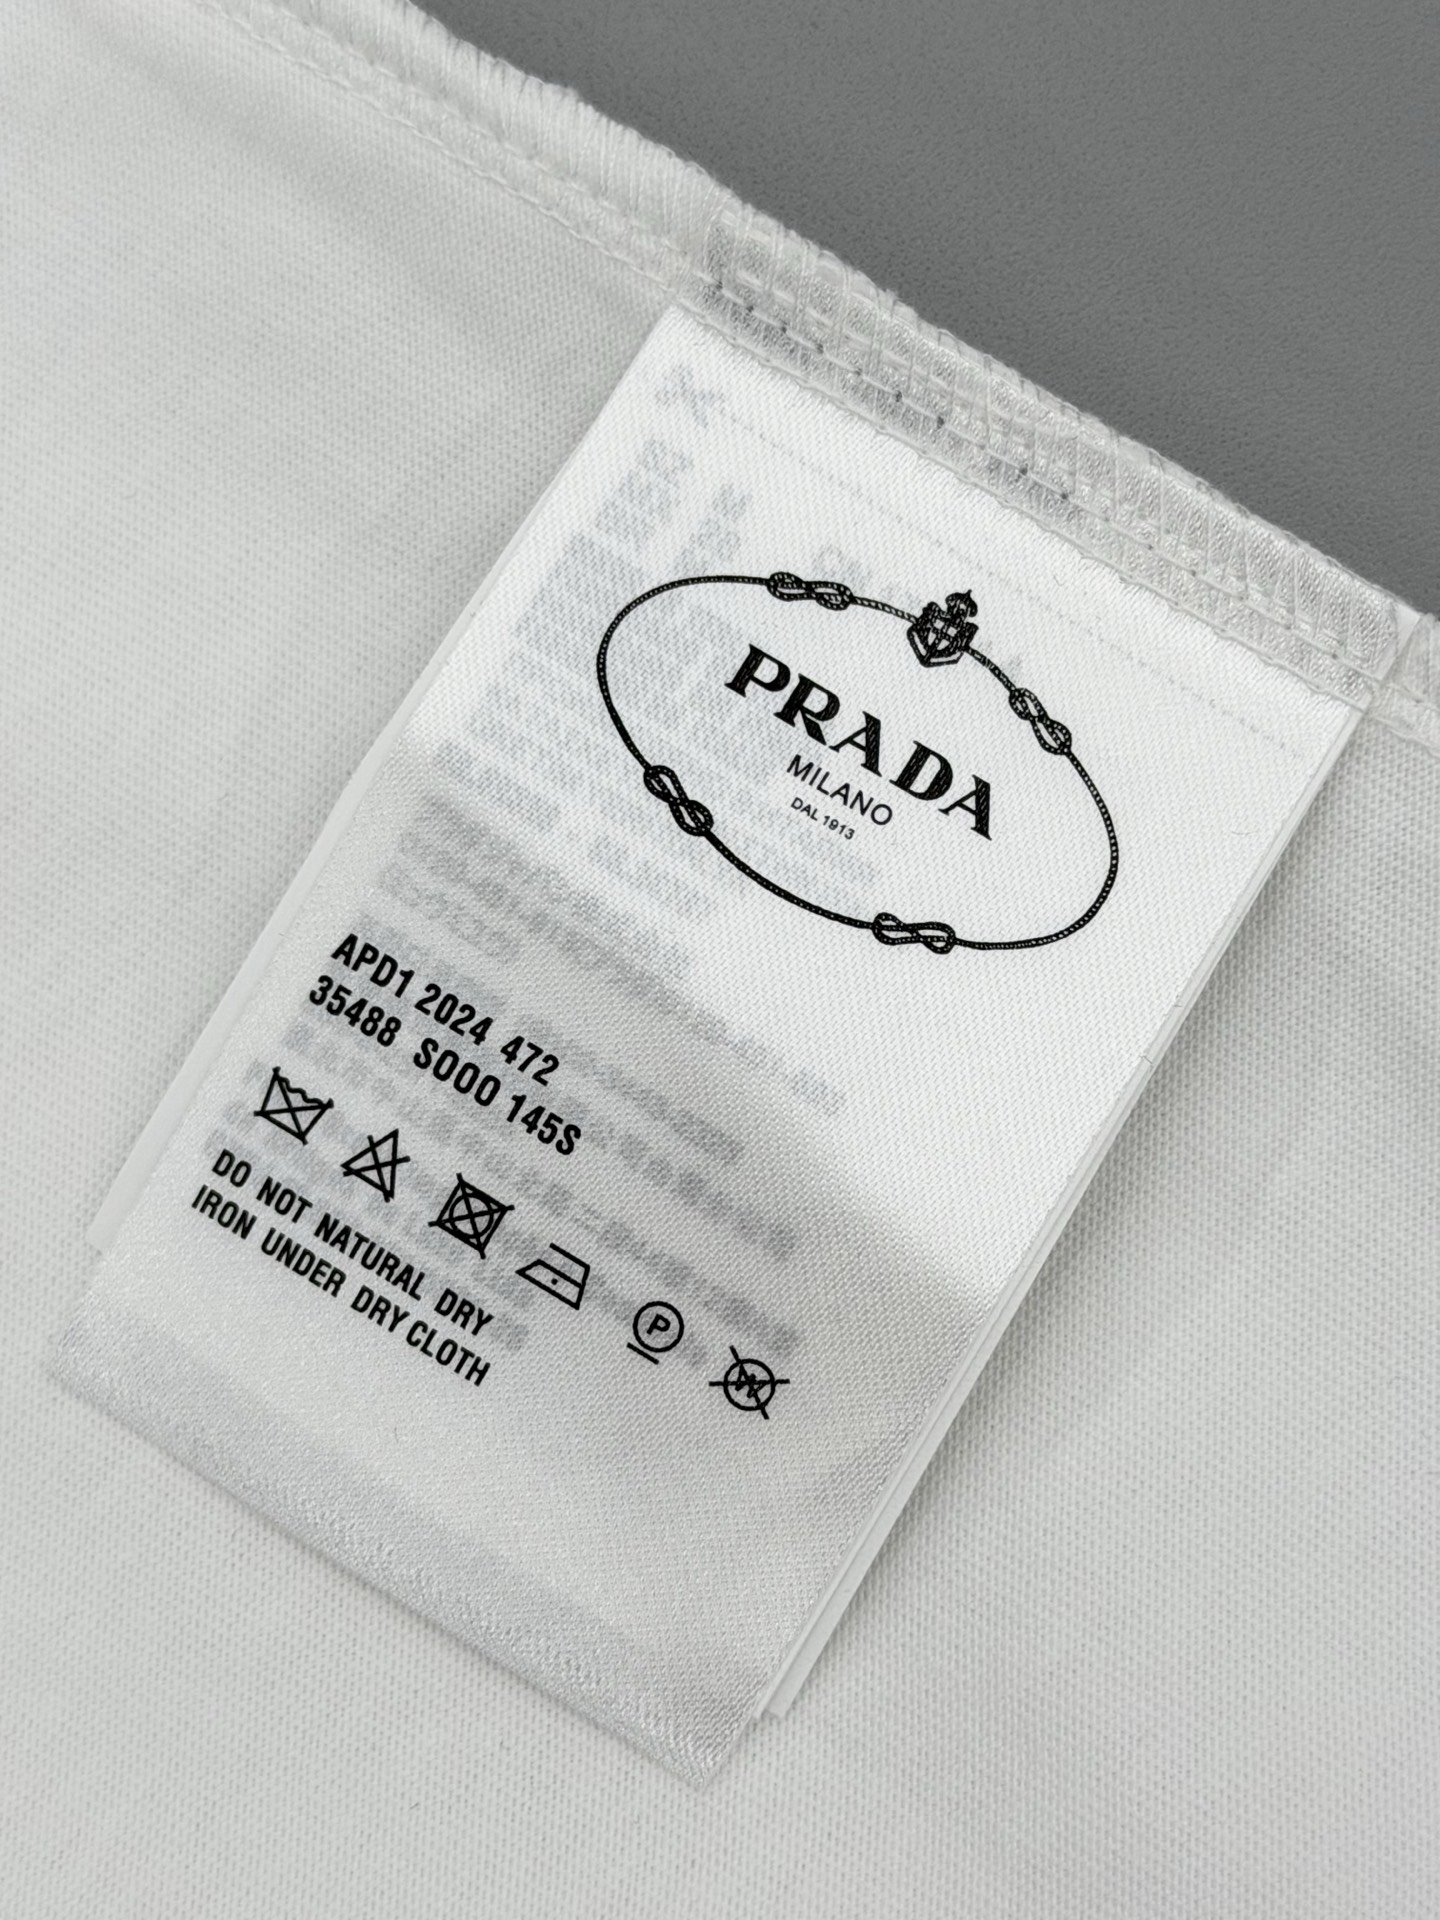 PRADA
MILANO
DAL 1913
APD1 2024 472
35488 S000 145S
P
W
DO NOT NATURAL DRY
IRON UNDER DRY CLOTH